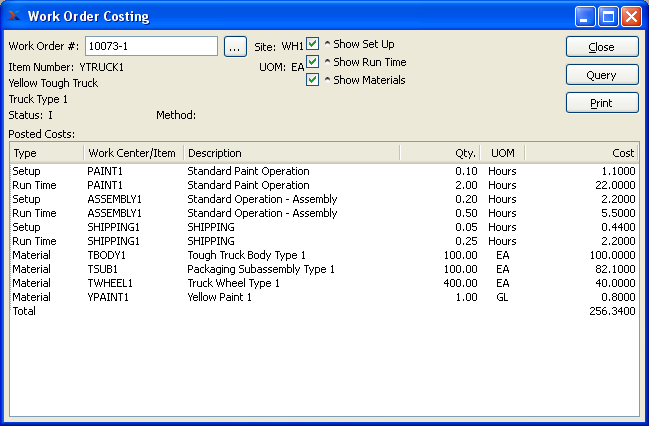 Work Order Costing
Work Order #: 10073-1 ... Site: WH1 ^ Show Set Up Close
Item Number: YTRUCK1 UOM: EA ^ Show Run Time Query
Yellow Tough Truck ^ Show Materials
Truck Type 1 Print
Status: I Method:
Posted Costs:
Type Work Center/Item Description Qty. UOM Cost
Setup PAINT1 Standard Paint Operation 0.10 Hours 1.1000
Run Time PAINT1 Standard Paint Operation 2.00 Hours 22.0000
Setup ASSEMBLY1 Standard Operation - Assembly 0.20 Hours 2.2000
Run Time ASSEMBLY1 Standard Operation - Assembly 0.50 Hours 5.5000
Setup SHIPPING1 SHIPPING 0.05 Hours 0.4400
Run Time SHIPPING1 SHIPPING 0.25 Hours 2.2000
Material TBODY1 Tough Truck Body Type 1 100.00 EA 100.0000
Material TSUB1 Packaging Subassembly Type 1 100.00 EA 82.1000
Material TWHEEL1 Truck Wheel Type 1 400.00 EA 40.0000
Material YPAINT1 Yellow Paint 1 1.00 GL 0.8000
Total 256.3400